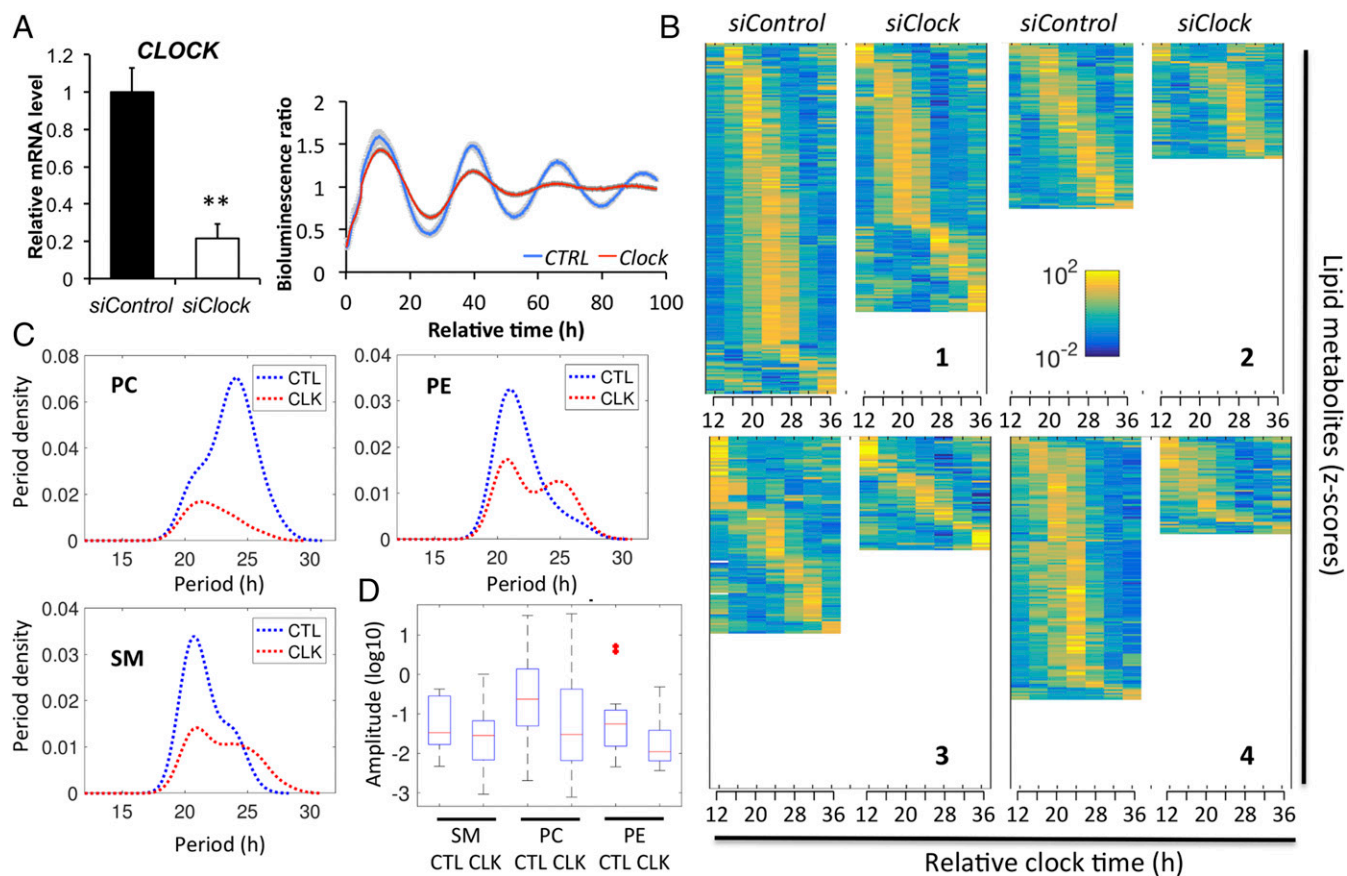 A
CLOCK
Relative mRNA level
1.2
1
0.8
0.6
0.4
0.2
0
**
siControl siClock
Bioluminescence ratio
2
1.5
1
0.5
0
CTRL Clock
0 20 40 60 80 100
Relative time (h)
B
siControl siClock siControl siClock
10^2
10^-2
1
2
12 20 28 36 12 20 28 36 12 20 28 36 12 20 28 36
3
4
12 20 28 36 12 20 28 36 12 20 28 36 12 20 28 36
Relative clock time (h)
Lipid metabolites (z-scores)
C
PC
CTL
CLK
Period density
0.08
0.06
0.04
0.02
0
15 20 25 30
Period (h)
PE
CTL
CLK
Period density
0.04
0.03
0.02
0.01
0
15 20 25 30
Period (h)
SM
CTL
CLK
Period density
0.04
0.03
0.02
0.01
0
15 20 25 30
Period (h)
D
Amplitude (log10)
1
0
-1
-2
-3
SM PC PE
CTL CLK CTL CLK CTL CLK